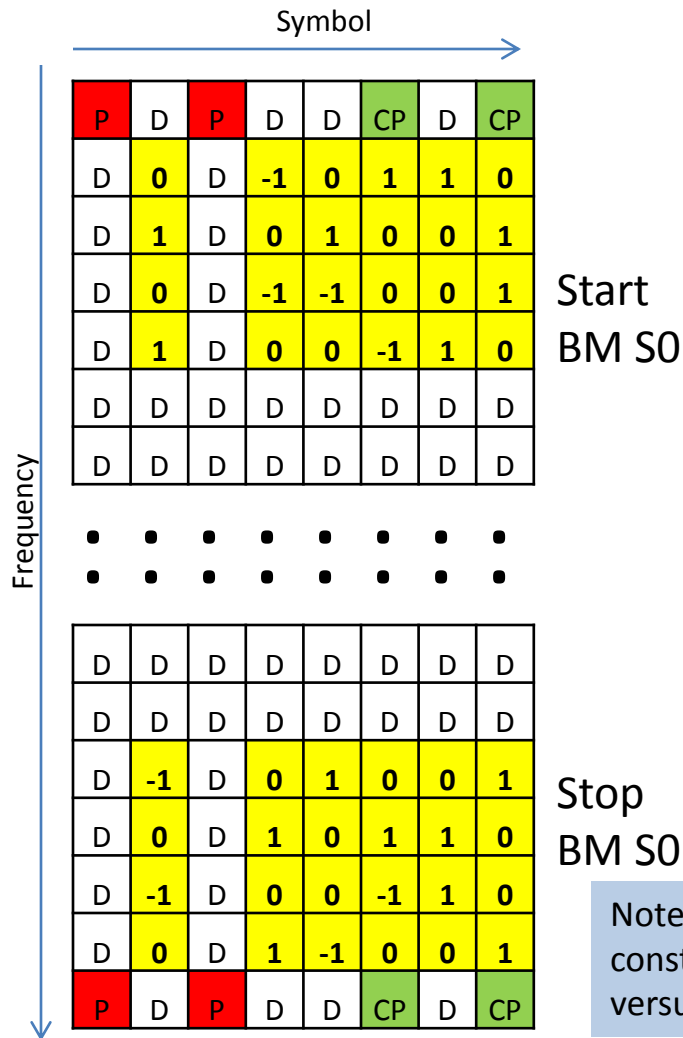 Symbol
Frequency
P D P D D CP D CP
D 0 D -1 0 1 1 0
D 1 D 0 1 0 0 1
D 0 D -1 -1 0 0 1
D 1 D 0 0 -1 1 0
D D D D D D D D
D D D D D D D D
Start
BM S0
D D D D D D D D
D D D D D D D D
D -1 D 0 1 0 0 1
D 0 D 1 0 1 1 0
D -1 D 0 0 -1 1 0
D 0 D 1 -1 0 0 1
P D P D D CP D CP
Stop
BM S0
Note
const
versu